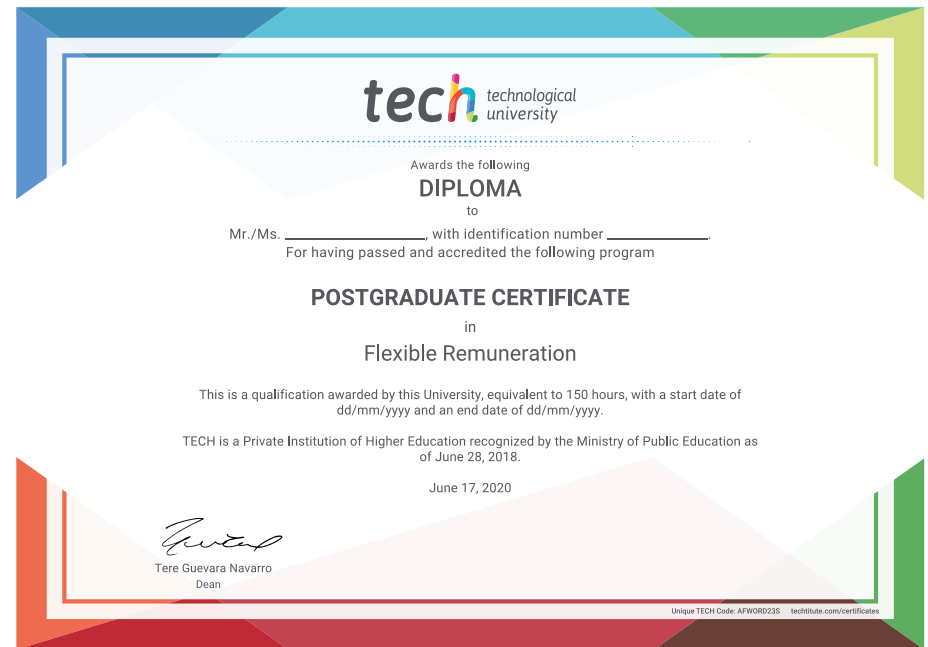 tech technological
university
Awards the following
DIPLOMA
to
Mr./Ms. ____________________, with identification number ______________.
For having passed and accredited the following program
POSTGRADUATE CERTIFICATE
in
Flexible Remuneration
This is a qualification awarded by this University, equivalent to 150 hours, with a start date of
dd/mm/yyyy and an end date of dd/mm/yyyy.
TECH is a Private Institution of Higher Education recognized by the Ministry of Public Education as
of June 28, 2018.
June 17, 2020
Tere Guevara Navarro
Dean
Unique TECH Code: AFWORD23S techtitute.com/certificates